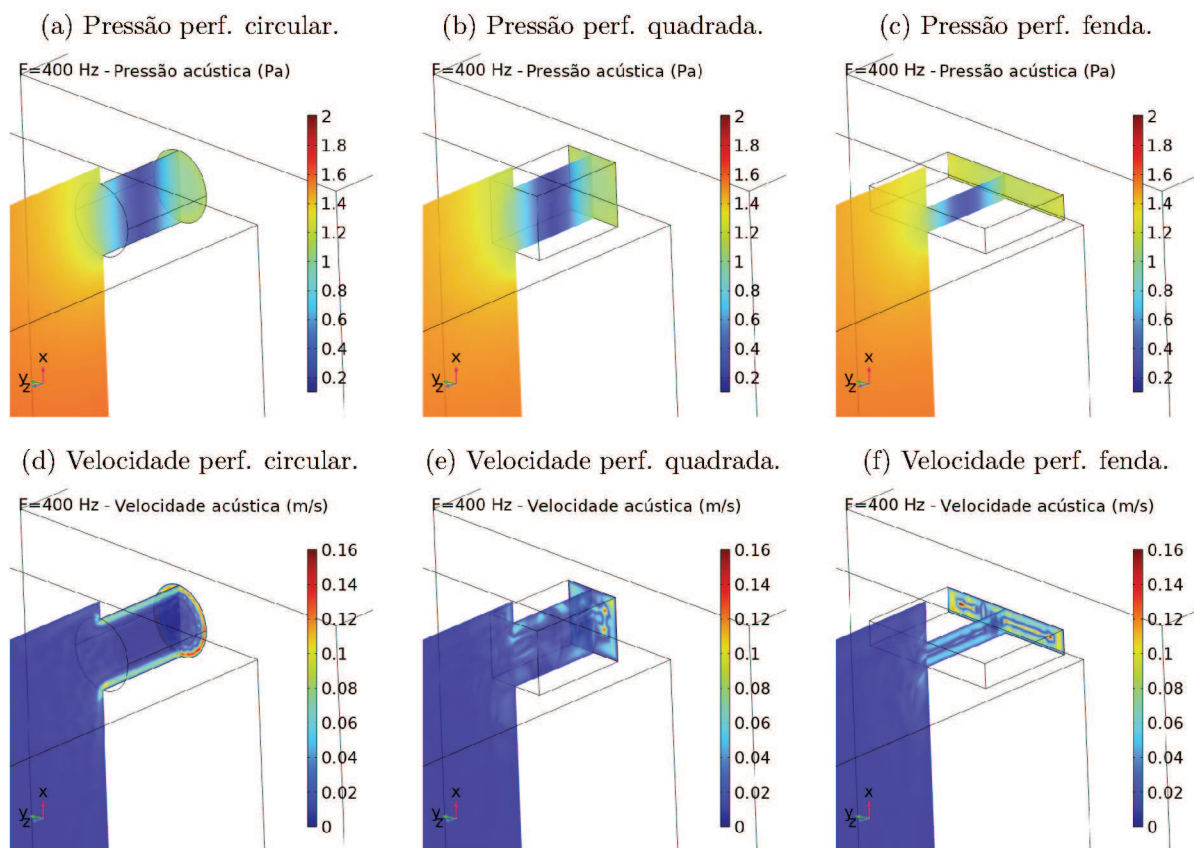 (a) Pressão perf. circular.
(b) Pressão perf. quadrada.
(c) Pressão perf. fenda.
F=400 Hz - Pressão acústica (Pa)
F=400 Hz - Pressão acústica (Pa)
F=400 Hz - Pressão acústica (Pa)
2
1.8
1.6
1.4
1.2
1
0.8
0.6
0.4
0.2
x
y
z
2
1.8
1.6
1.4
1.2
1
0.8
0.6
0.4
0.2
x
y
z
2
1.8
1.6
1.4
1.2
1
0.8
0.6
0.4
0.2
x
y
z
(d) Velocidade perf. circular.
(e) Velocidade perf. quadrada.
(f) Velocidade perf. fenda.
F=400 Hz - Velocidade acústica (m/s)
F=400 Hz - Velocidade acústica (m/s)
F=400 Hz - Velocidade acústica (m/s)
0.16
0.14
0.12
0.1
0.08
0.06
0.04
0.02
0
x
y
z
0.16
0.14
0.12
0.1
0.08
0.06
0.04
0.02
0
x
y
z
0.16
0.14
0.12
0.1
0.08
0.06
0.04
0.02
0
x
y
z